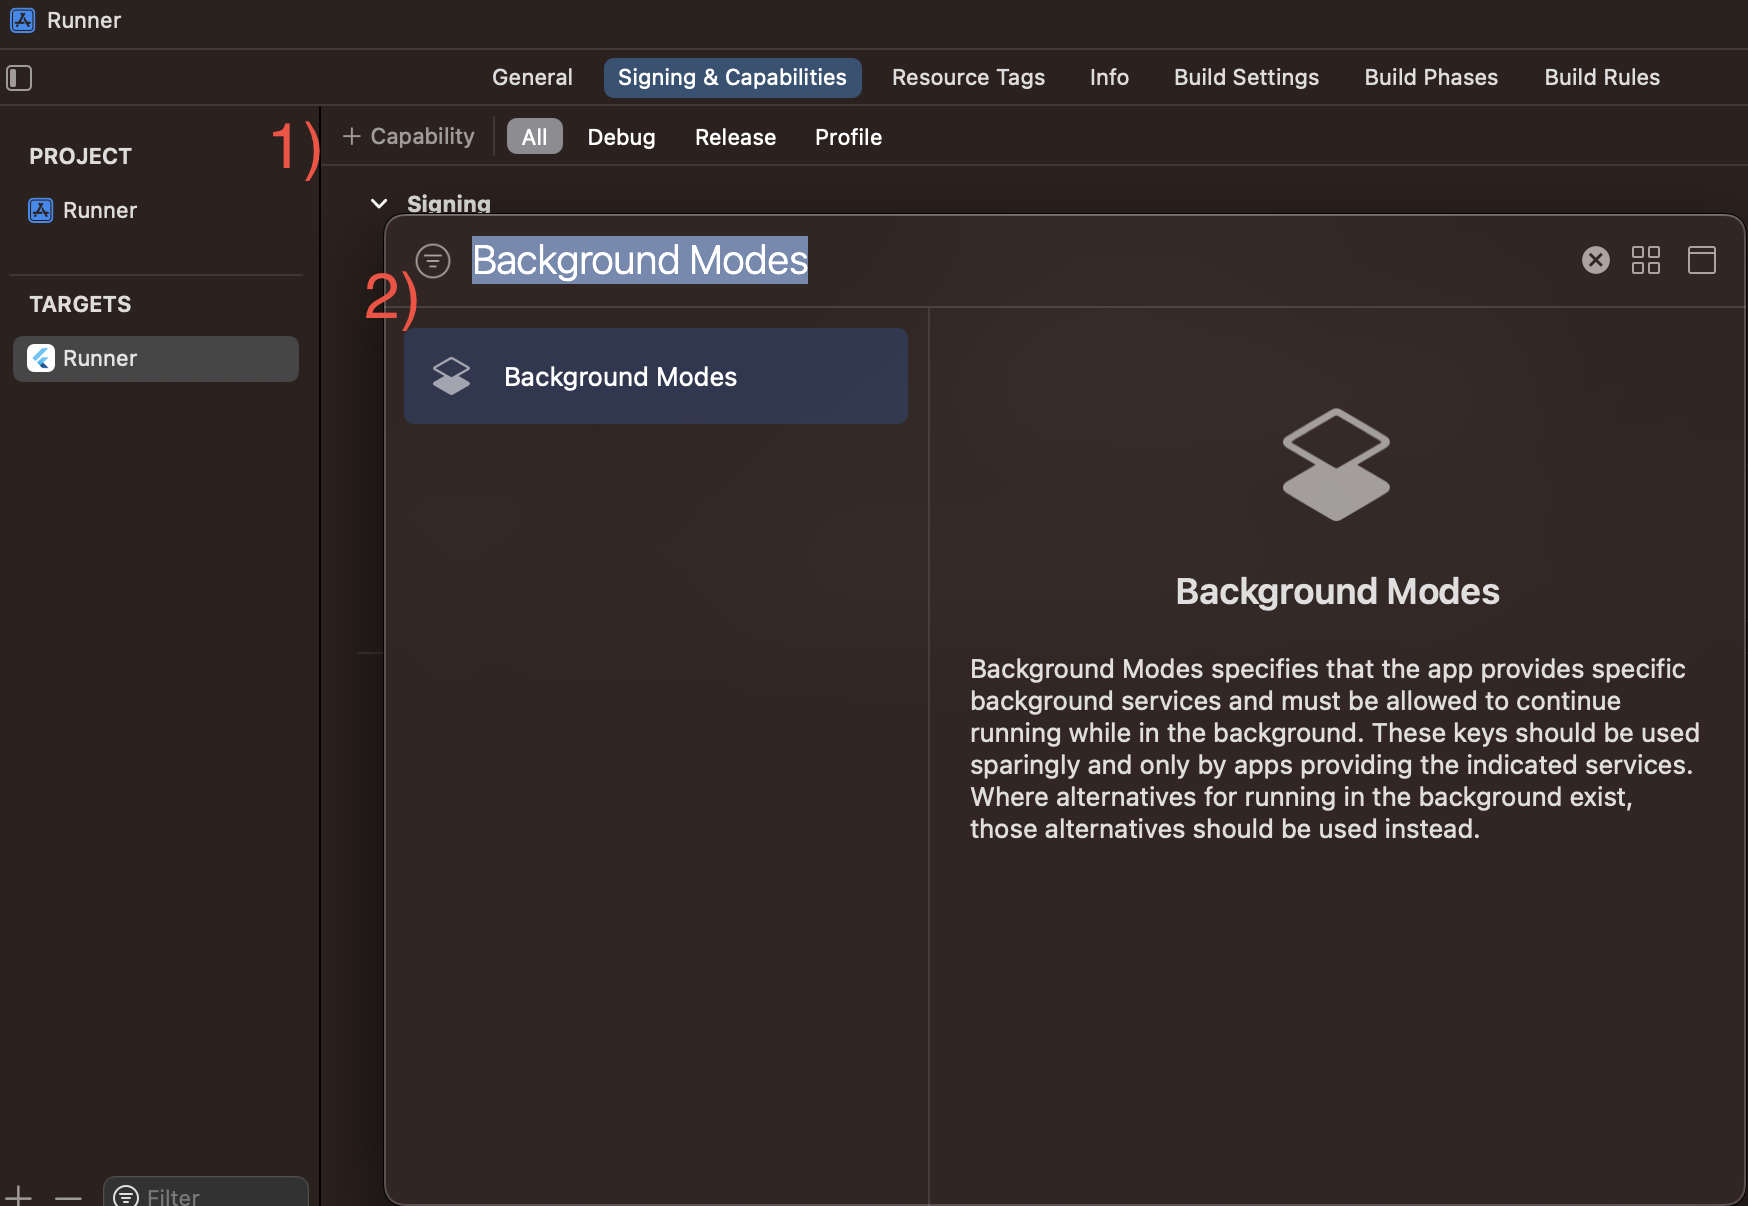 Runner
General
Signing & Capabilities
Resource Tags
Info
Build Settings
Build Phases
Build Rules
PROJECT
Runner
TARGETS
Runner
1)
+ Capability
All
Debug
Release
Profile
Signing
Background Modes
2)
Background Modes
Background Modes
Background Modes specifies that the app provides specific
background services and must be allowed to continue
running while in the background. These keys should be used
sparingly and only by apps providing the indicated services.
Where alternatives for running in the background exist,
those alternatives should be used instead.
Filter